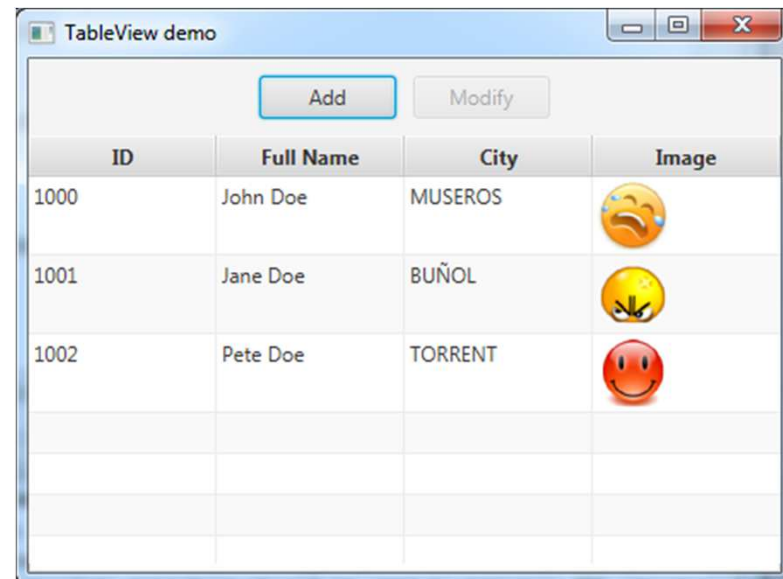 TableView demo
Add Modify
ID Full Name City Image
1000 John Doe MUSEROS
1001 Jane Doe BUÑOL
1002 Pete Doe TORRENT